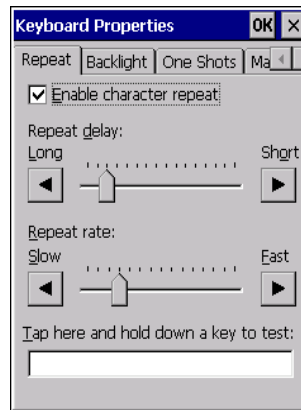 Keyboard Properties OK ×
Repeat Backlight One Shots Ma
Enable character repeat
Repeat delay:
Long Short
Repeat rate:
Slow Fast
Tap here and hold down a key to test: